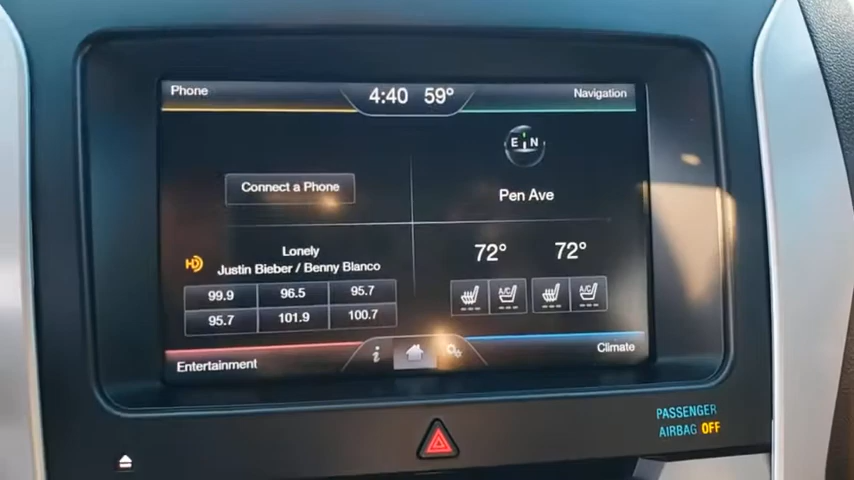 Phone
4:40 59°
Navigation
E N
Connect a Phone
Pen Ave
Lonely
HD
Justin Bieber / Benny Blanco
72° 72°
99.9 96.5 95.7
A/C A/C
95.7 101.9 100.7
Entertainment
i
Climate
PASSENGER
AIRBAG OFF